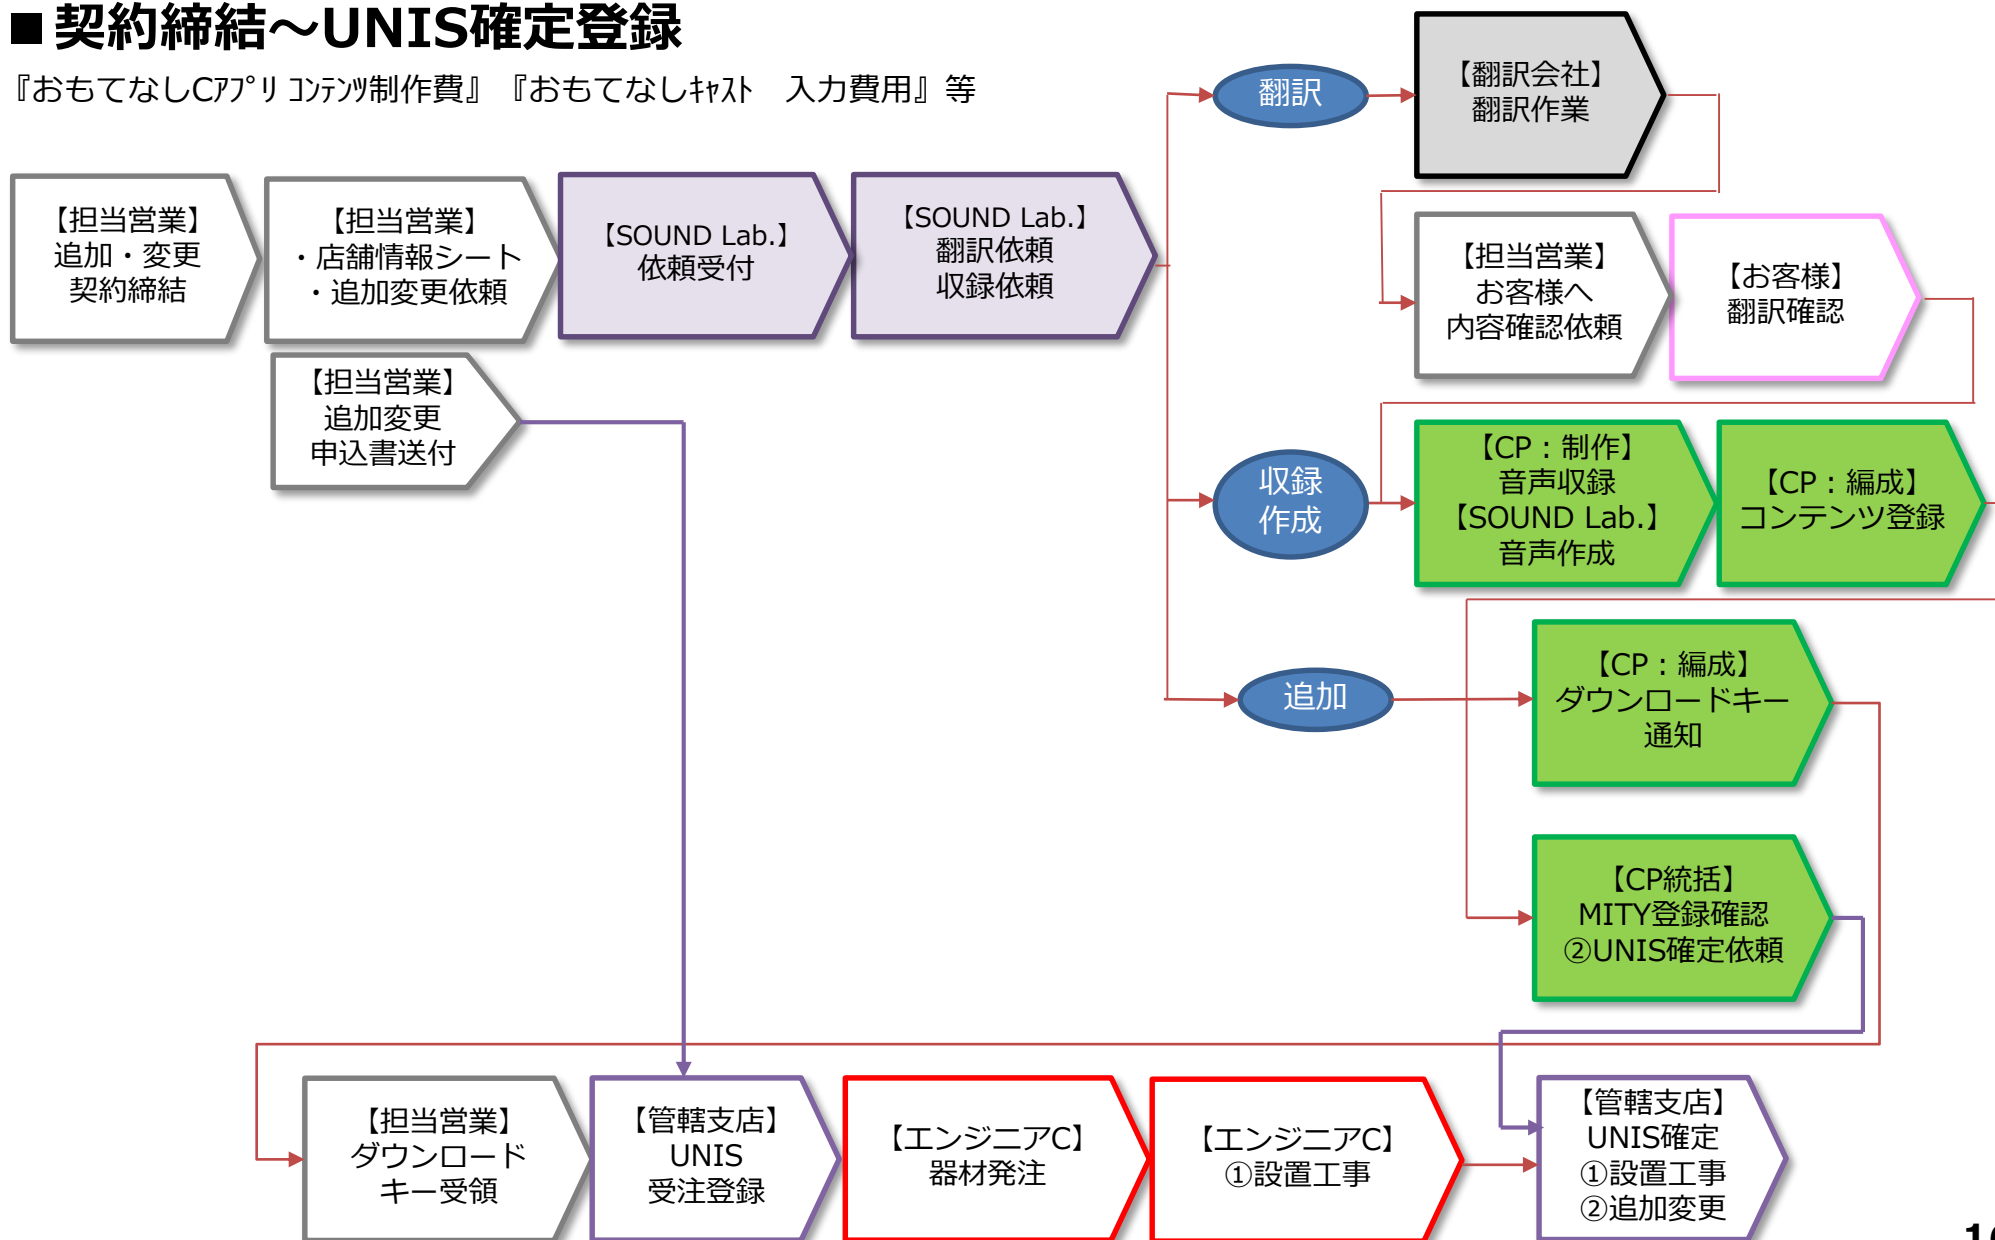 ■契約締結～UNIS確定登録
『おもてなしCｱﾌﾟﾘ ｺﾝﾃﾝﾂ制作費』『おもてなしｷｬｽﾄ　入力費用』等
【担当営業】
追加・変更
契約締結
【担当営業】
・店舗情報シート
・追加変更依頼
【SOUND Lab.】
依頼受付
【SOUND Lab.】
翻訳依頼
収録依頼
【担当営業】
追加変更
申込書送付
翻訳
【翻訳会社】
翻訳作業
【担当営業】
お客様へ
内容確認依頼
【お客様】
翻訳確認
収録
作成
【CP：制作】
音声収録
【SOUND Lab.】
音声作成
【CP：編成】
コンテンツ登録
追加
【CP：編成】
ダウンロードキー
通知
【CP統括】
MITY登録確認
②UNIS確定依頼
【担当営業】
ダウンロード
キー受領
【管轄支店】
UNIS
受注登録
【エンジニアC】
器材発注
【エンジニアC】
①設置工事
【管轄支店】
UNIS確定
①設置工事
②追加変更